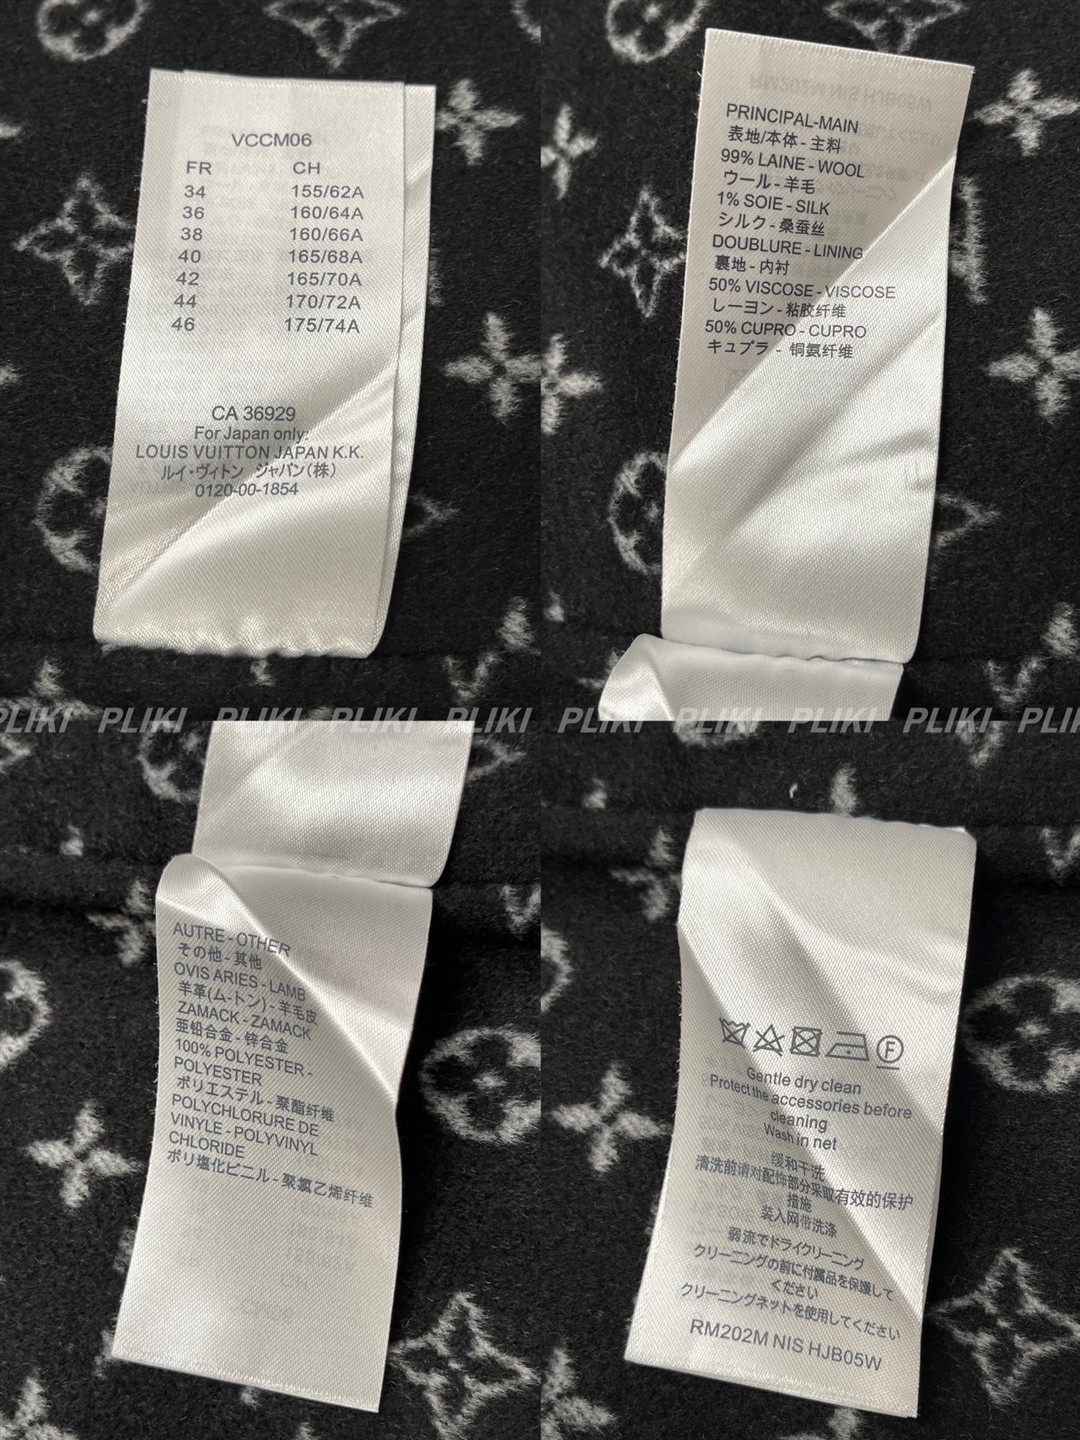 VCCM06
FR CH
34 155/62A
36 160/64A
38 160/66A
40 165/68A
42 165/70A
44 170/72A
46 175/74A
CA 36929
For Japan only:
LOUIS VUITTON JAPAN K.K.
ルイ・ヴィトン ジャパン(株)
0120-00-1854
PRINCIPAL-MAIN
表地/本体-主料
99% LAINE - WOOL
ウール - 羊毛
1% SOIE - SILK
シルク - 桑蚕丝
DOUBLURE - LINING
裏地 - 内衬
50% VISCOSE - VISCOSE
レーヨン - 粘胶纤维
50% CUPRO - CUPRO
キュプラ - 铜氨纤维
PLIKI PLIKI PLIKI PLIKI PLIKI PLIKI PLIKI PLIKI PLIKI PLI
AUTRE - OTHER
その他 - 其他
OVIS ARIES - LAMB
羊革(ムートン) - 羊毛皮
ZAMACK - ZAMACK
亜鉛合金 - 锌合金
100% POLYESTER -
POLYESTER
ポリエステル - 聚酯纤维
POLYCHLORURE DE
VINYLE - POLYVINYL
CHLORIDE
ポリ塩化ビニル - 聚氯乙烯纤维
F
Gentle dry clean
Protect the accessories before
cleaning
Wash in net
缓和干洗
清洗前请对配饰部分采取有效的保护
措施
装入网带洗涤
弱流でドライクリーニング
クリーニングの前に付属品を保護して
ください
クリーニングネットを使用してください
RM202M NIS HJB05W